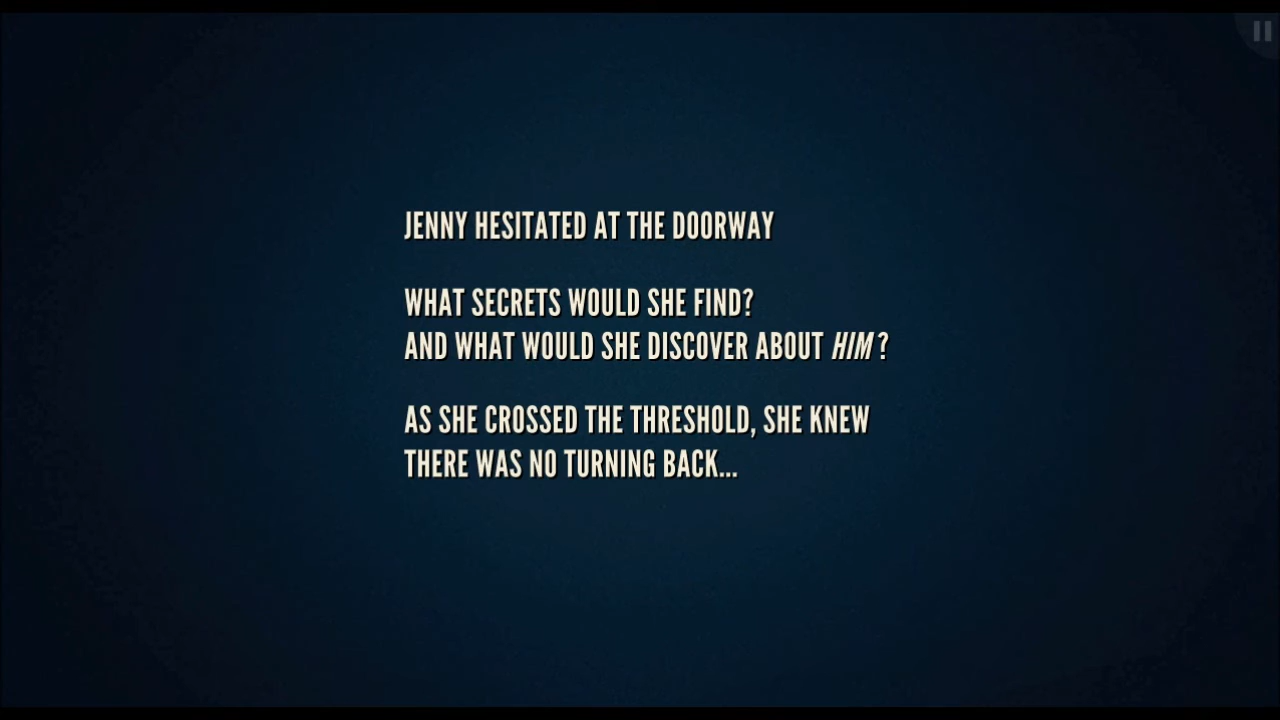 JENNY HESITATED AT THE DOORWAY
WHAT SECRETS WOULD SHE FIND?
AND WHAT WOULD SHE DISCOVER ABOUT HIM?
AS SHE CROSSED THE THRESHOLD, SHE KNEW
THERE WAS NO TURNING BACK...